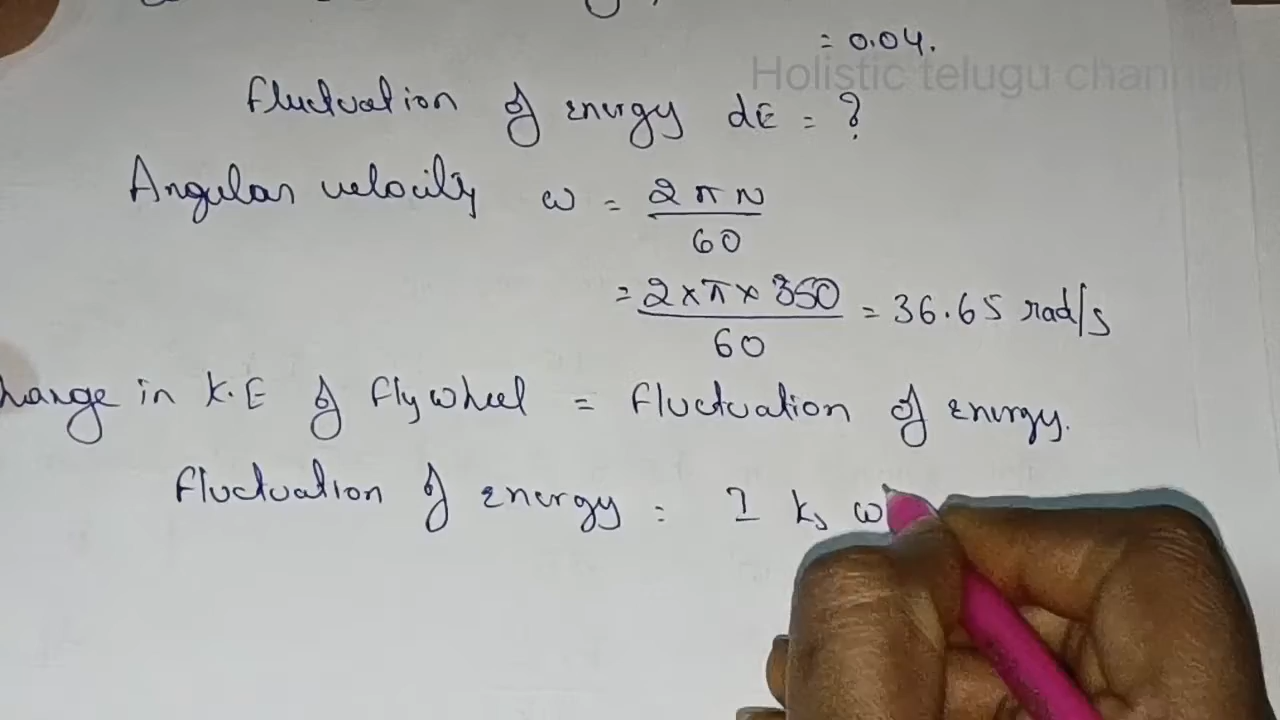 = 0.04.
Holistic telugu chann
Fluctuation of energy dE = ?
Angular velocity ω = 2πN
60
= 2×π×350 = 36.65 rad/s
60
hange in K.E of Flywheel = Fluctuation of energy.
Fluctuation of energy = I ks ω